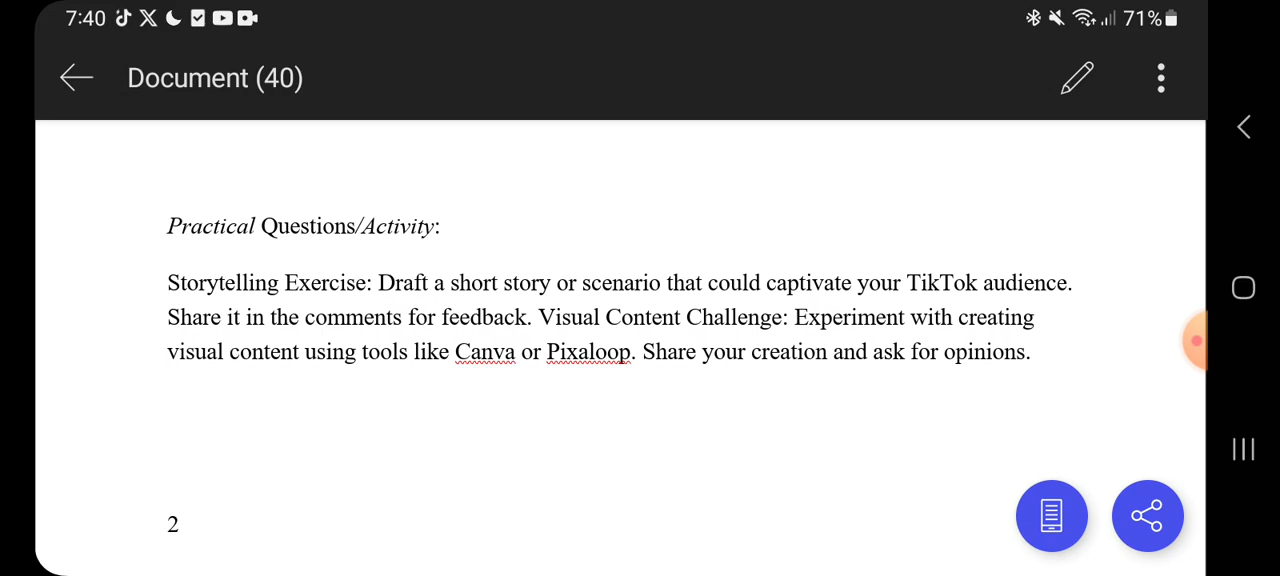 7:40
71%
Document (40)
Practical Questions/Activity:
Storytelling Exercise: Draft a short story or scenario that could captivate your TikTok audience.
Share it in the comments for feedback. Visual Content Challenge: Experiment with creating
visual content using tools like Canva or Pixaloop. Share your creation and ask for opinions.
2